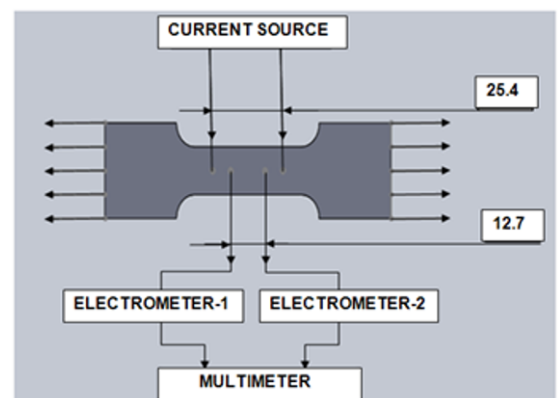 CURRENT SOURCE
25.4
12.7
ELECTROMETER-1
ELECTROMETER-2
MULTIMETER